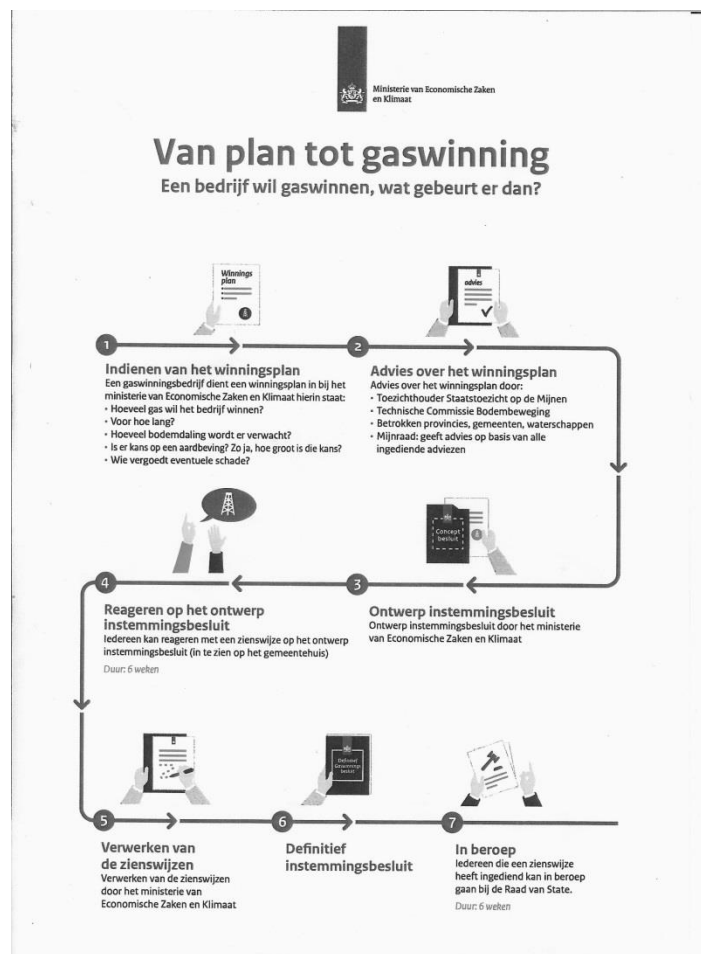 Ministerie van Economische Zaken
en Klimaat
Van plan tot gaswinning
Een bedrijf wil gaswinnen, wat gebeurt er dan?
Winnings
plan
advies
1
2
Indienen van het winningsplan
Een gaswinningsbedrijf dient een winningsplan in bij het
ministerie van Economische Zaken en Klimaat hierin staat:
• Hoeveel gas wil het bedrijf winnen?
• Voor hoe lang?
• Hoeveel bodemdaling wordt er verwacht?
• Is er kans op een aardbeving? Zo ja, hoe groot is die kans?
• Wie vergoedt eventuele schade?
Advies over het winningsplan
Advies over het winningsplan door:
• Toezichthouder Staatstoezicht op de Mijnen
• Technische Commissie Bodembeweging
• Betrokken provincies, gemeenten, waterschappen
• Mijnraad: geeft advies op basis van alle
ingediende adviezen
Concept
besluit
4
3
Reageren op het ontwerp
instemmingsbesluit
Iedereen kan reageren met een zienswijze op het ontwerp
instemmingsbesluit (in te zien op het gemeentehuis)
Duur: 6 weken
Ontwerp instemmingsbesluit
Ontwerp instemmingsbesluit door het ministerie
van Economische Zaken en Klimaat
Definitief
Gaswinnings
besluit
5
6
7
Verwerken van
de zienswijzen
Verwerken van de zienswijzen
door het ministerie van
Economische Zaken en Klimaat
Definitief
instemmingsbesluit
In beroep
Iedereen die een zienswijze
heeft ingediend kan in beroep
gaan bij de Raad van State.
Duur: 6 weken